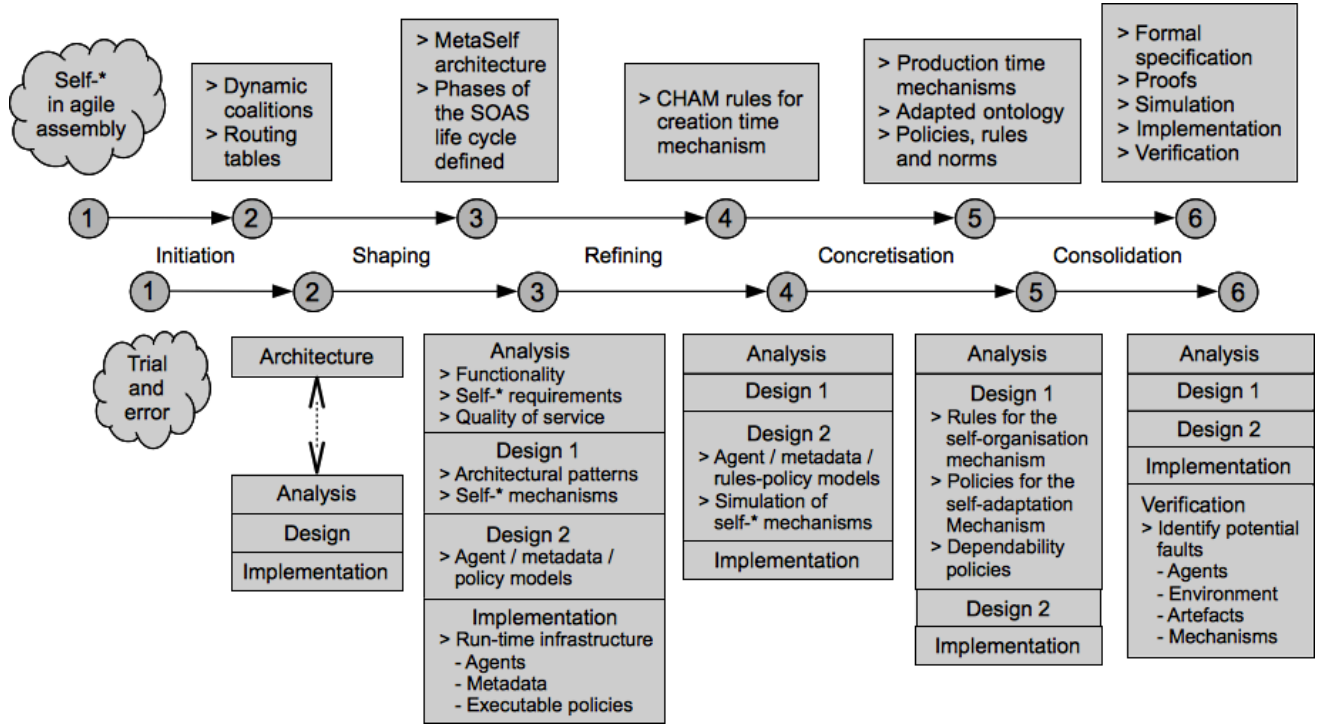 Self-*
in agile
assembly
> Dynamic
coalitions
> Routing
tables
> MetaSelf
architecture
> Phases of
the SOAS
life cycle
defined
> CHAM rules for
creation time
mechanism
> Production time
mechanisms
> Adapted ontology
> Policies, rules
and norms
> Formal
specification
> Proofs
> Simulation
> Implementation
> Verification
1
2
3
4
5
6
Initiation
Shaping
Refining
Concretisation
Consolidation
1
2
3
4
5
6
Trial
and
error
Architecture
Analysis
Design
Implementation
Analysis
> Functionality
> Self-* requirements
> Quality of service
Design 1
> Architectural patterns
> Self-* mechanisms
Design 2
> Agent / metadata /
policy models
Implementation
> Run-time infrastructure
- Agents
- Metadata
- Executable policies
Analysis
Design 1
Design 2
> Agent / metadata /
rules-policy models
> Simulation of
self-* mechanisms
Implementation
Analysis
Design 1
> Rules for the
self-organisation
mechanism
> Policies for the
self-adaptation
Mechanism
> Dependability
policies
Design 2
Implementation
Analysis
Design 1
Design 2
Implementation
Verification
> Identify potential
faults
- Agents
- Environment
- Artefacts
- Mechanisms